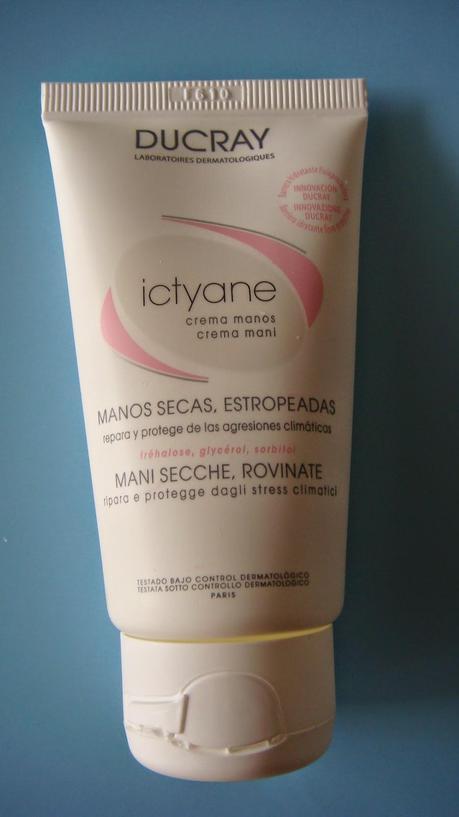 DUCRAY
LABORATOIRES DERMATOLOGIQUES
INNOVACIÓN
DUCRAY
INNOVAZIONE
DUCRAY
ictyane
crema manos
crema mani
MANOS SECAS, ESTROPEADAS
repara y protege de las agresiones climáticas
tréhalose, glycérol, sorbitol
MANI SECCHE, ROVINATE
ripara e protegge dagli stress climatici
TESTADO BAJO CONTROL DERMATOLÓGICO
TESTATA SOTTO CONTROLLO DERMATOLOGICO
PARIS